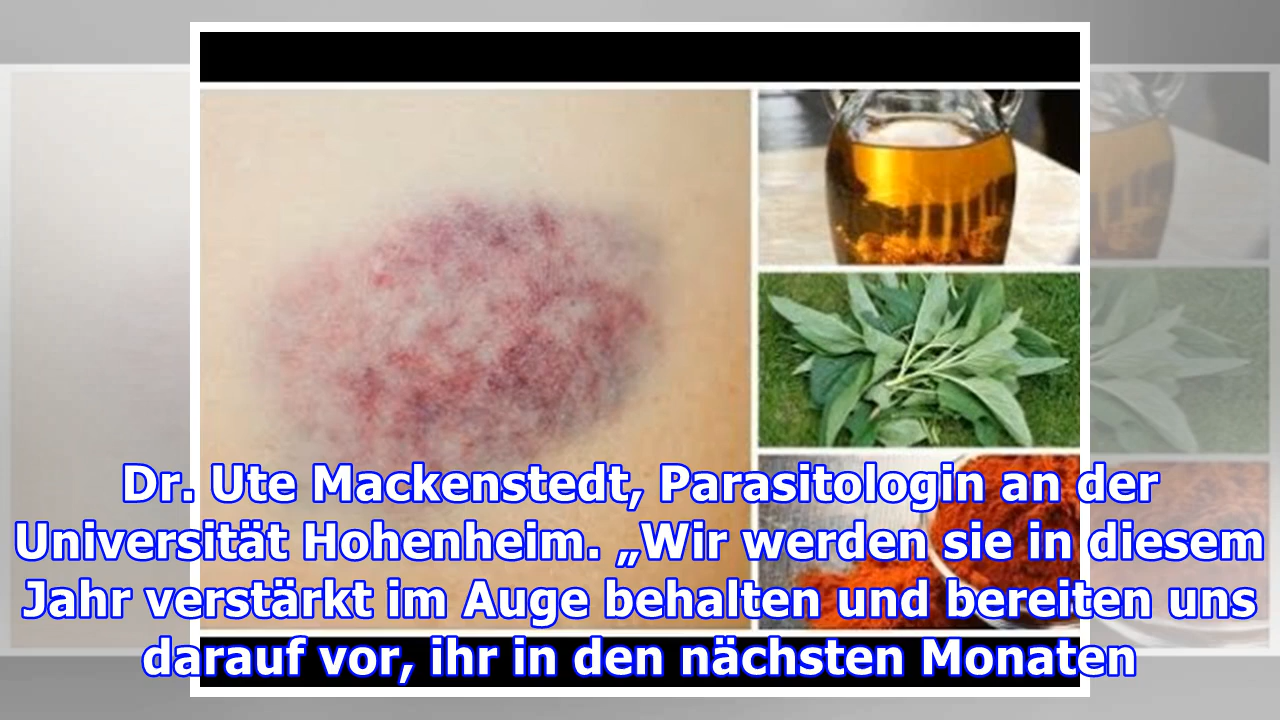 Dr. Ute Mackenstedt, Parasitologin an der
Universität Hohenheim. „Wir werden sie in diesem
Jahr verstärkt im Auge behalten und bereiten uns
darauf vor, ihr in den nächsten Monaten